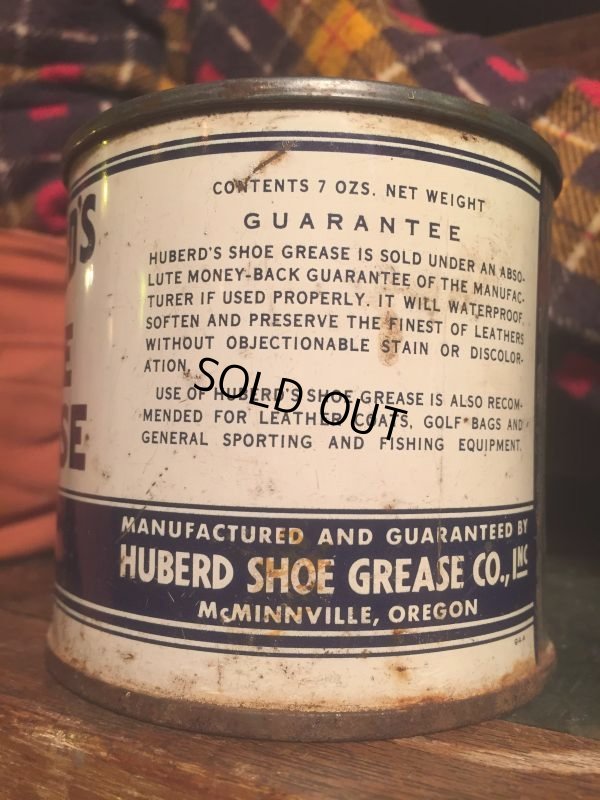 CONTENTS 7 OZS. NET WEIGHT
GUARANTEE
HUBERD'S SHOE GREASE IS SOLD UNDER AN ABSO-
LUTE MONEY-BACK GUARANTEE OF THE MANUFAC-
TURER IF USED PROPERLY. IT WILL WATERPROOF,
SOFTEN AND PRESERVE THE FINEST OF LEATHERS
WITHOUT OBJECTIONABLE STAIN OR DISCOLOR-
ATION.
USE OF HUBERD'S SHOE GREASE IS ALSO RECOM-
MENDED FOR LEATHER COATS, GOLF BAGS AND
GENERAL SPORTING AND FISHING EQUIPMENT.
SOLD OUT
D'S
E
SE
MANUFACTURED AND GUARANTEED BY
HUBERD SHOE GREASE CO., INC
McMINNVILLE, OREGON